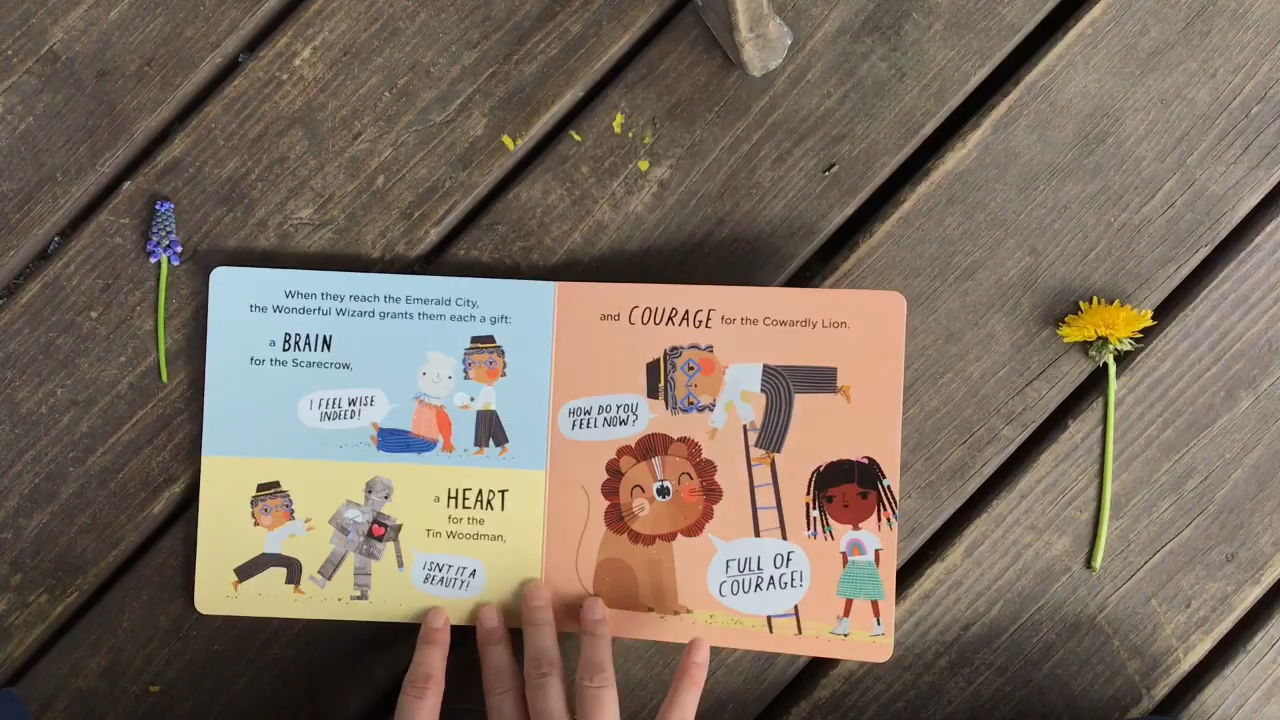 When they reach the Emerald City,
the Wonderful Wizard grants them each a gift:
a BRAIN
for the Scarecrow,
I FEEL WISE
INDEED!
a HEART
for the
Tin Woodman,
ISN'T IT A
BEAUTY!
and COURAGE for the Cowardly Lion.
HOW DO YOU
FEEL NOW?
FULL OF
COURAGE!